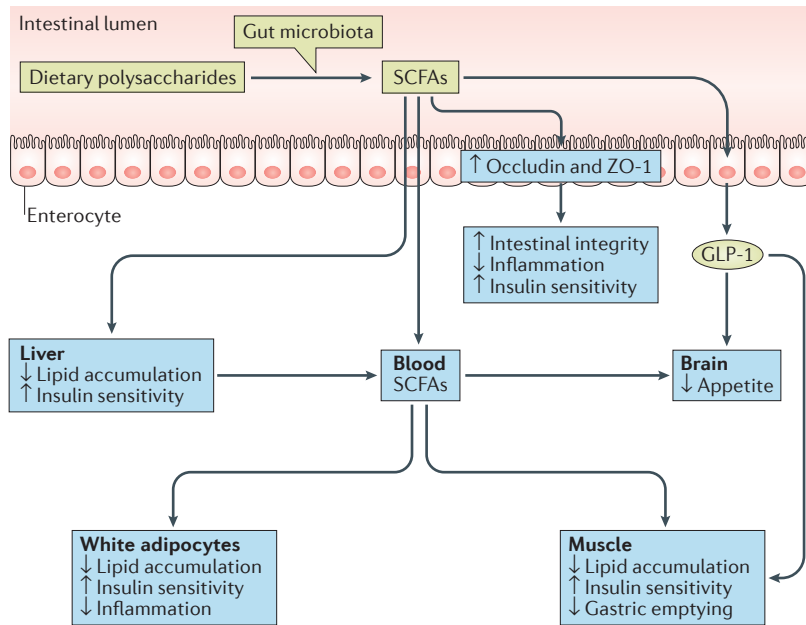 Intestinal lumen
Gut microbiota
Dietary polysaccharides
SCFAs
↑ Occludin and ZO-1
Enterocyte
↑ Intestinal integrity
↓ Inflammation
↑ Insulin sensitivity
GLP-1
Liver
↓ Lipid accumulation
↑ Insulin sensitivity
Blood
SCFAs
Brain
↓ Appetite
White adipocytes
↓ Lipid accumulation
↑ Insulin sensitivity
↓ Inflammation
Muscle
↓ Lipid accumulation
↑ Insulin sensitivity
↓ Gastric emptying